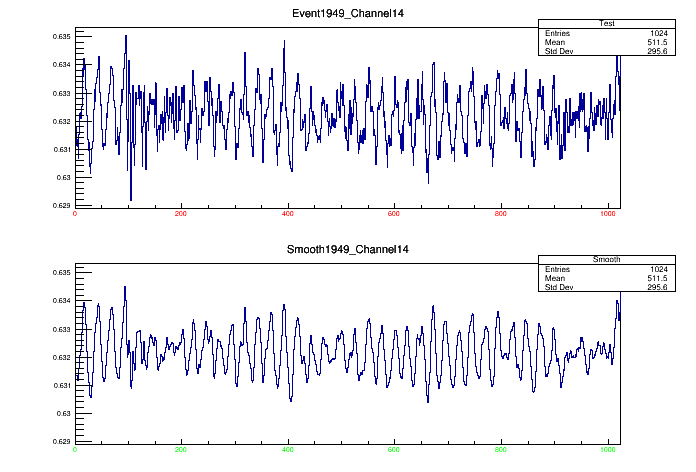 Event1949_Channel14
Test
Entries 1024
Mean 511.5
Std Dev 295.6
0.635
0.634
0.633
0.632
0.631
0.63
0.629
0 200 400 600 800 1000
Smooth1949_Channel14
Smooth
Entries 1024
Mean 511.5
Std Dev 295.6
0.635
0.634
0.633
0.632
0.631
0.63
0.629
0 200 400 600 800 1000